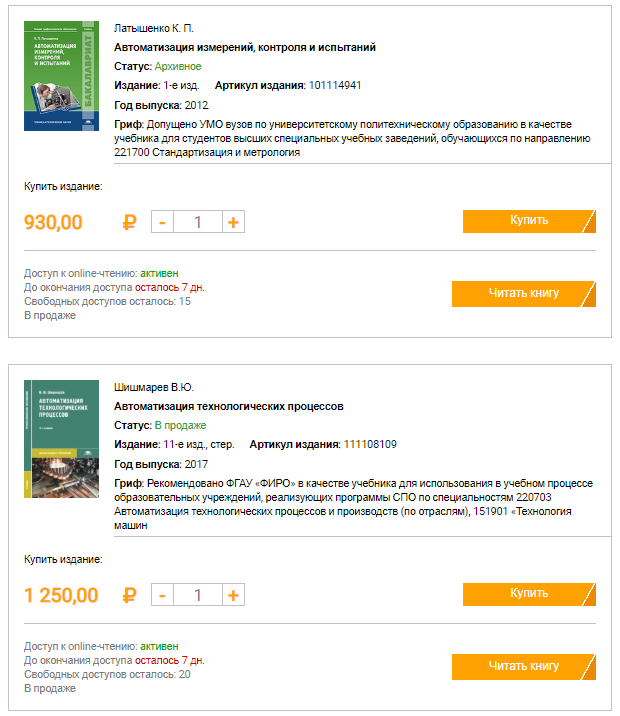 Латышенко К. П.
Автоматизация измерений, контроля и испытаний
Статус: Архивное
Издание: 1-е изд. Артикул издания: 101114941
Год выпуска: 2012
Гриф: Допущено УМО вузов по университетскому политехническому образованию в качестве
учебника для студентов высших специальных учебных заведений, обучающихся по направлению
221700 Стандартизация и метрология
АВТОМАТИЗАЦИЯ
ИЗМЕРЕНИЙ,
КОНТРОЛЯ
И ИСПЫТАНИЙ
БАКАЛАВРИАТ
Купить издание:
930,00 ₽ - 1 + Купить
Доступ к online-чтению: активен
До окончания доступа осталось 7 дн.
Свободных доступов осталось: 15
В продаже
Читать книгу
Шишмарев В.Ю.
Автоматизация технологических процессов
Статус: В продаже
Издание: 11-е изд., стер. Артикул издания: 111108109
Год выпуска: 2017
Гриф: Рекомендовано ФГАУ «ФИРО» в качестве учебника для использования в учебном процессе
образовательных учреждений, реализующих программы СПО по специальностям 220703
Автоматизация технологических процессов и производств (по отраслям), 151901 «Технология
машин
АВТОМАТИЗАЦИЯ
ТЕХНОЛОГИЧЕСКИХ
ПРОЦЕССОВ
Купить издание:
1 250,00 ₽ - 1 + Купить
Доступ к online-чтению: активен
До окончания доступа осталось 7 дн.
Свободных доступов осталось: 20
В продаже
Читать книгу